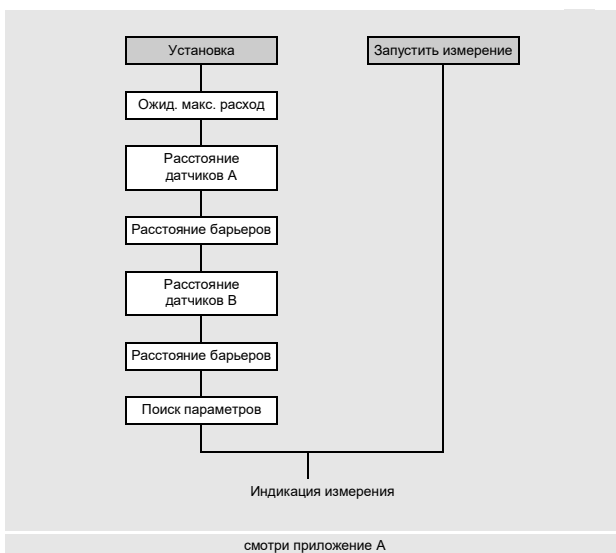 Установка
Запустить измерение
Ожид. макс. расход
Расстояние
датчиков A
Расстояние барьеров
Расстояние
датчиков B
Расстояние барьеров
Поиск параметров
Индикация измерения
смотри приложение A